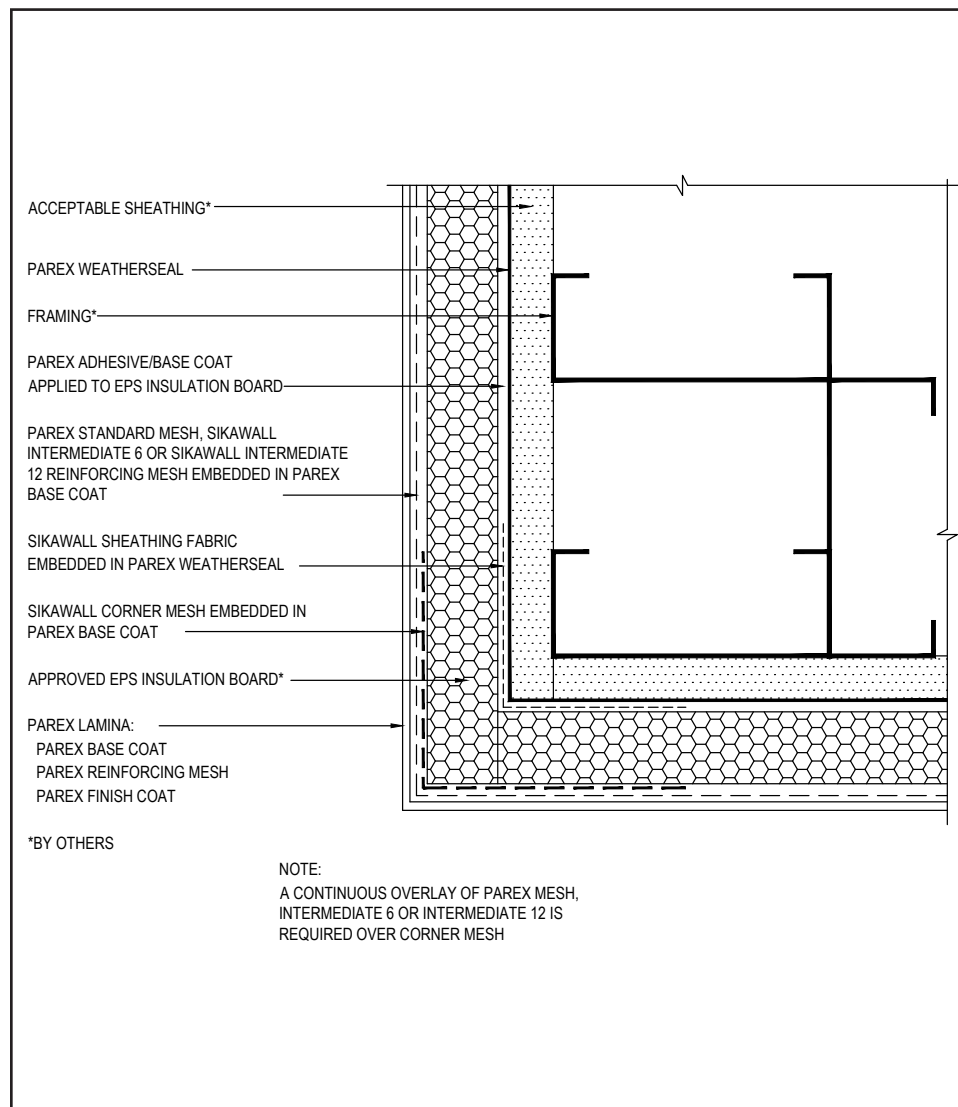 ACCEPTABLE SHEATHING*
PAREX WEATHERSEAL
FRAMING*
PAREX ADHESIVE/BASE COAT
APPLIED TO EPS INSULATION BOARD
PAREX STANDARD MESH, SIKAWALL
INTERMEDIATE 6 OR SIKAWALL INTERMEDIATE
12 REINFORCING MESH EMBEDDED IN PAREX
BASE COAT
SIKAWALL SHEATHING FABRIC
EMBEDDED IN PAREX WEATHERSEAL
SIKAWALL CORNER MESH EMBEDDED IN
PAREX BASE COAT
APPROVED EPS INSULATION BOARD*
PAREX LAMINA:
PAREX BASE COAT
PAREX REINFORCING MESH
PAREX FINISH COAT
*BY OTHERS
NOTE:
A CONTINUOUS OVERLAY OF PAREX MESH,
INTERMEDIATE 6 OR INTERMEDIATE 12 IS
REQUIRED OVER CORNER MESH